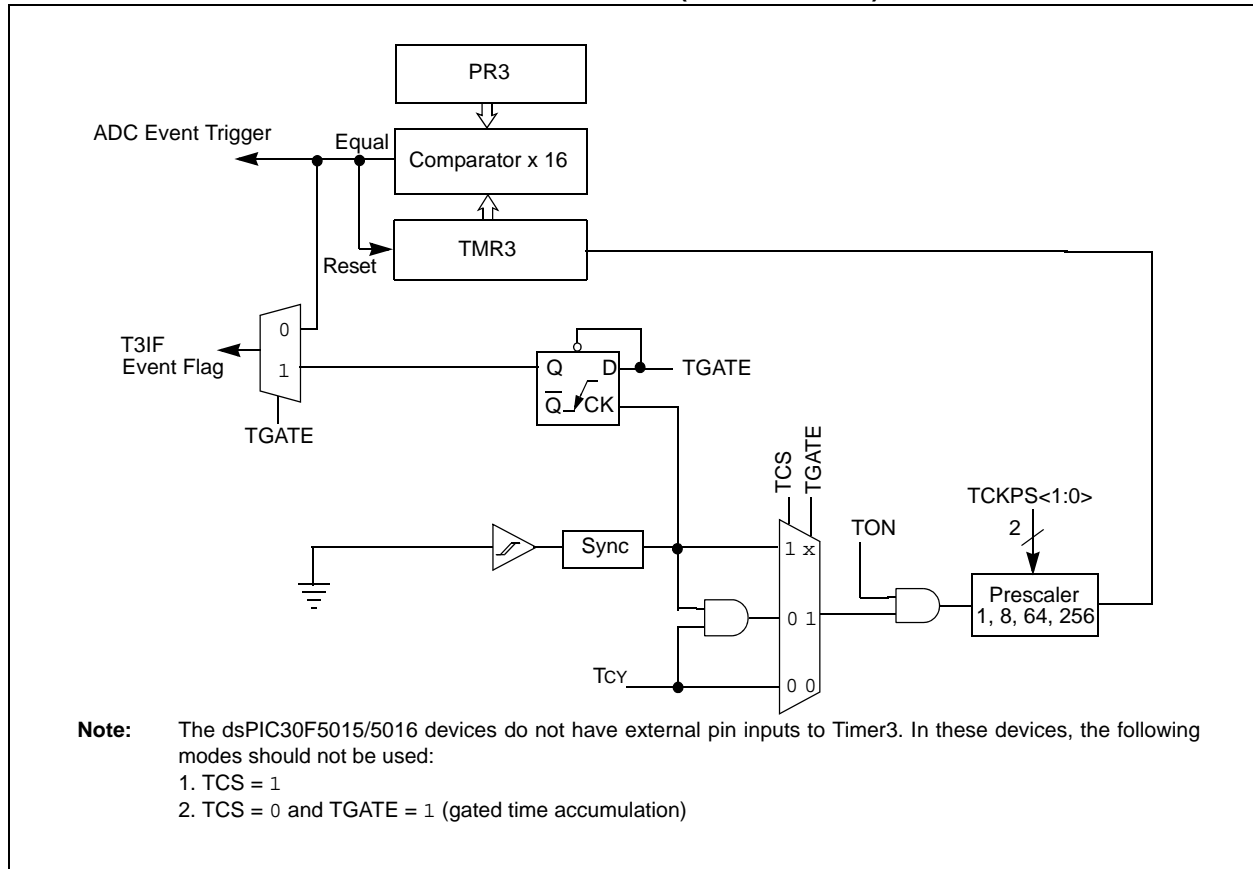 PR3
ADC Event Trigger
Equal
Comparator x 16
TMR3
Reset
0
1
T3IF
Event Flag
TGATE
Q
D
Q
CK
TGATE
TCS
TGATE
TCKPS<1:0>
2
TON
Sync
1 x
Prescaler
1, 8, 64, 256
0 1
TCY
0 0
Note: The dsPIC30F5015/5016 devices do not have external pin inputs to Timer3. In these devices, the following
modes should not be used:
1. TCS = 1
2. TCS = 0 and TGATE = 1 (gated time accumulation)